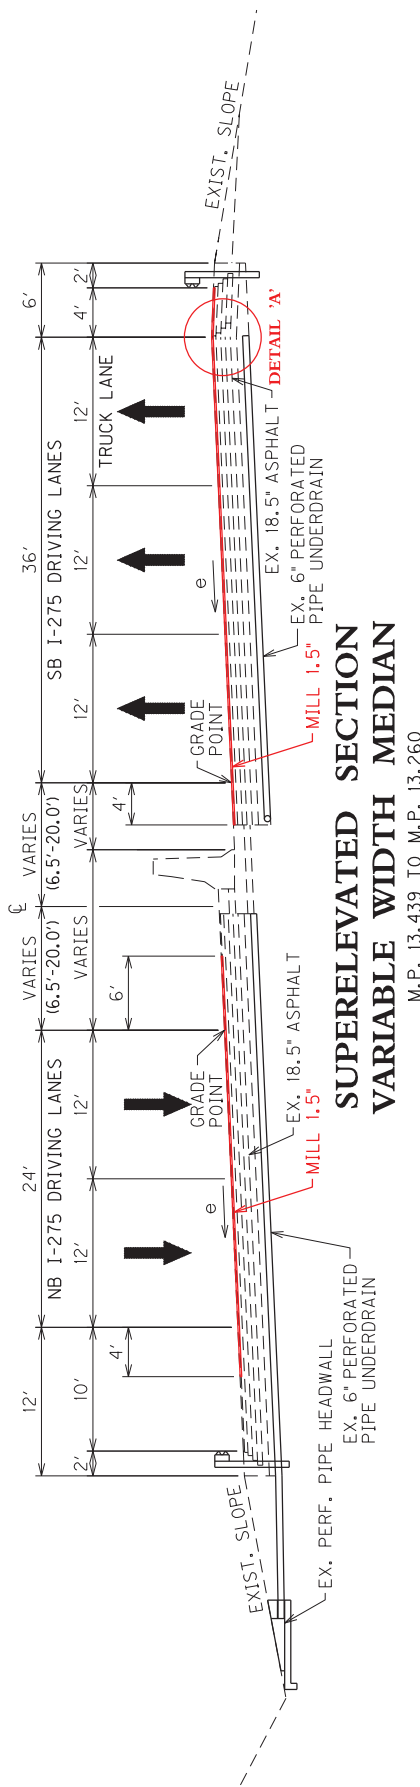 12'
24'
VARIES
(6.5'-20.0')
℄
VARIES
(6.5'-20.0')
36'
6'
NB I-275 DRIVING LANES
SB I-275 DRIVING LANES
2'
10'
12'
12'
VARIES
VARIES
12'
12'
12'
4'
2'
TRUCK LANE
4'
6'
4'
EXIST. SLOPE
GRADE
POINT
GRADE
POINT
EXIST. SLOPE
e
e
DETAIL 'A'
EX. PERF. PIPE HEADWALL
EX. 6" PERFORATED
PIPE UNDERDRAIN
MILL 1.5"
EX. 18.5" ASPHALT
MILL 1.5"
EX. 18.5" ASPHALT
EX. 6" PERFORATED
PIPE UNDERDRAIN
SUPERELEVATED SECTION
VARIABLE WIDTH MEDIAN
M.P. 13.439 TO M.P. 13.260